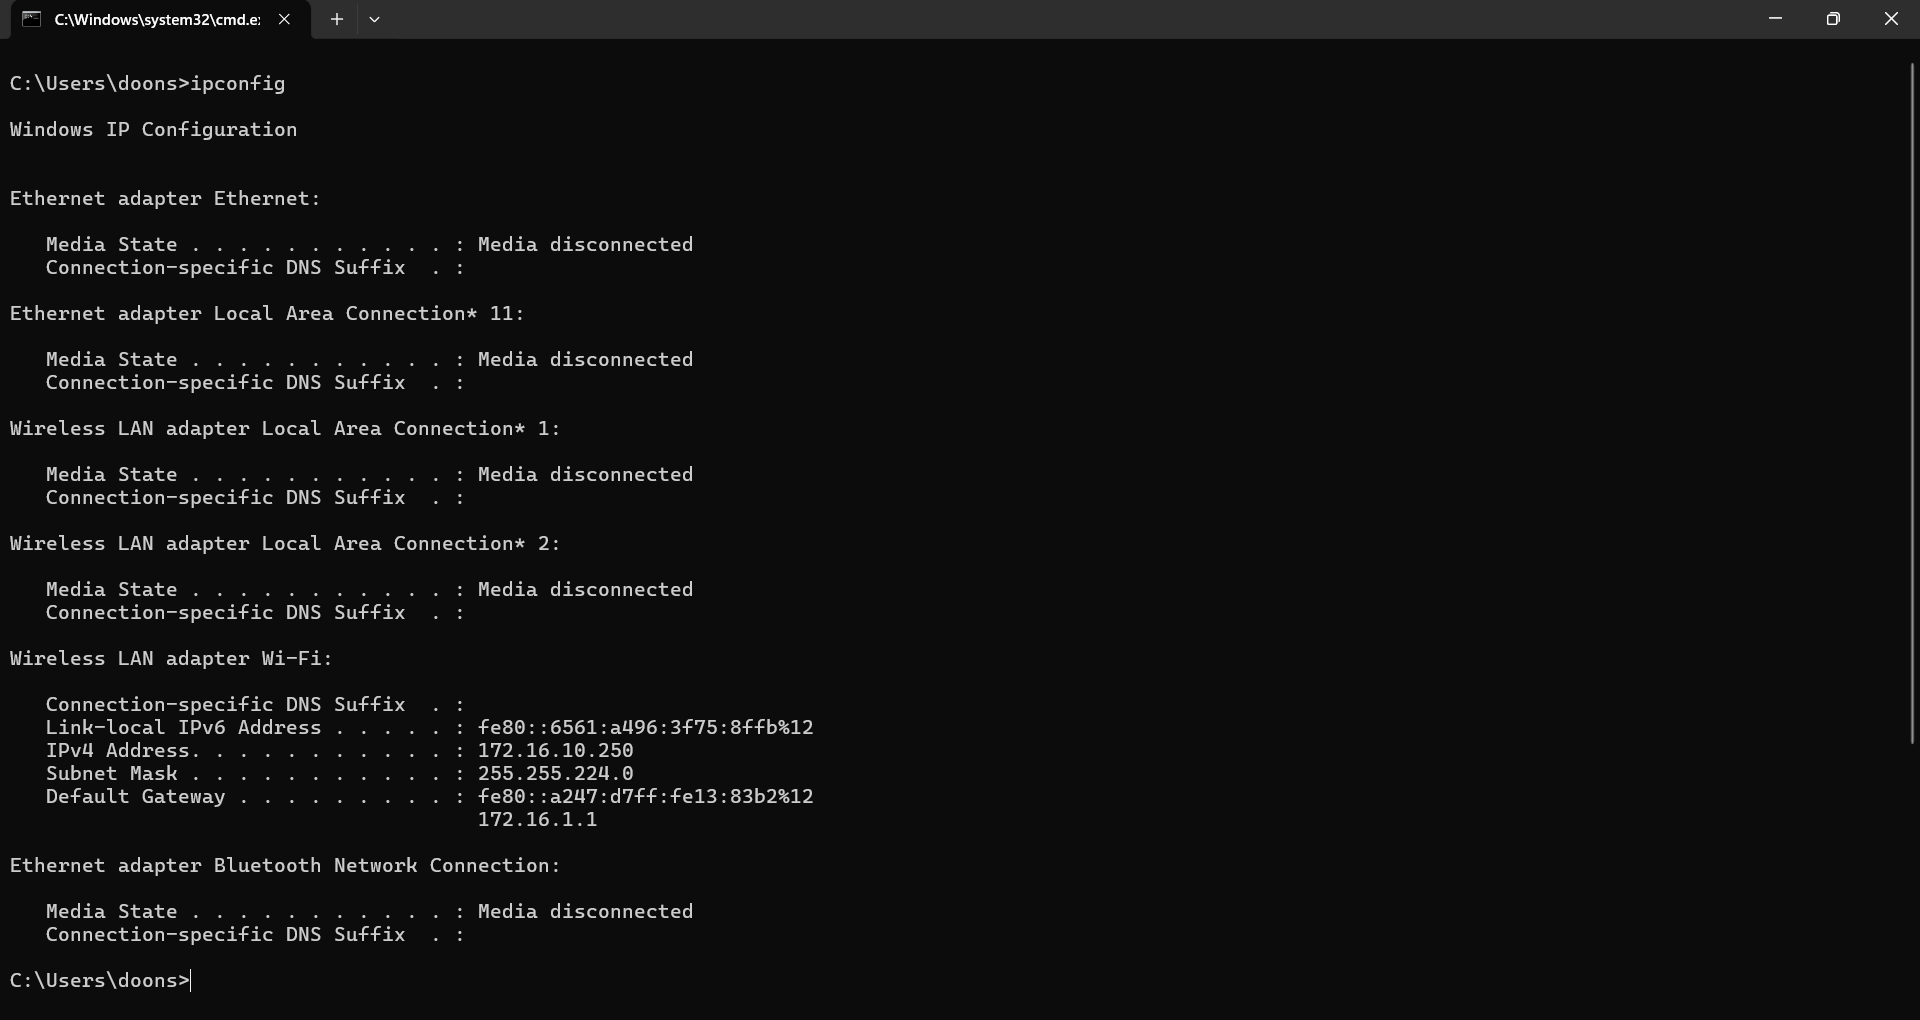 C:\Windows\system32\cmd.e:
C:\Users\doons>ipconfig
Windows IP Configuration
Ethernet adapter Ethernet:
   Media State . . . . . . . . . . . : Media disconnected
   Connection-specific DNS Suffix  . :
Ethernet adapter Local Area Connection* 11:
   Media State . . . . . . . . . . . : Media disconnected
   Connection-specific DNS Suffix  . :
Wireless LAN adapter Local Area Connection* 1:
   Media State . . . . . . . . . . . : Media disconnected
   Connection-specific DNS Suffix  . :
Wireless LAN adapter Local Area Connection* 2:
   Media State . . . . . . . . . . . : Media disconnected
   Connection-specific DNS Suffix  . :
Wireless LAN adapter Wi-Fi:
   Connection-specific DNS Suffix  . :
   Link-local IPv6 Address . . . . . : fe80::6561:a496:3f75:8ffb%12
   IPv4 Address. . . . . . . . . . . : 172.16.10.250
   Subnet Mask . . . . . . . . . . . : 255.255.224.0
   Default Gateway . . . . . . . . . : fe80::a247:d7ff:fe13:83b2%12
                                       172.16.1.1
Ethernet adapter Bluetooth Network Connection:
   Media State . . . . . . . . . . . : Media disconnected
   Connection-specific DNS Suffix  . :
C:\Users\doons>